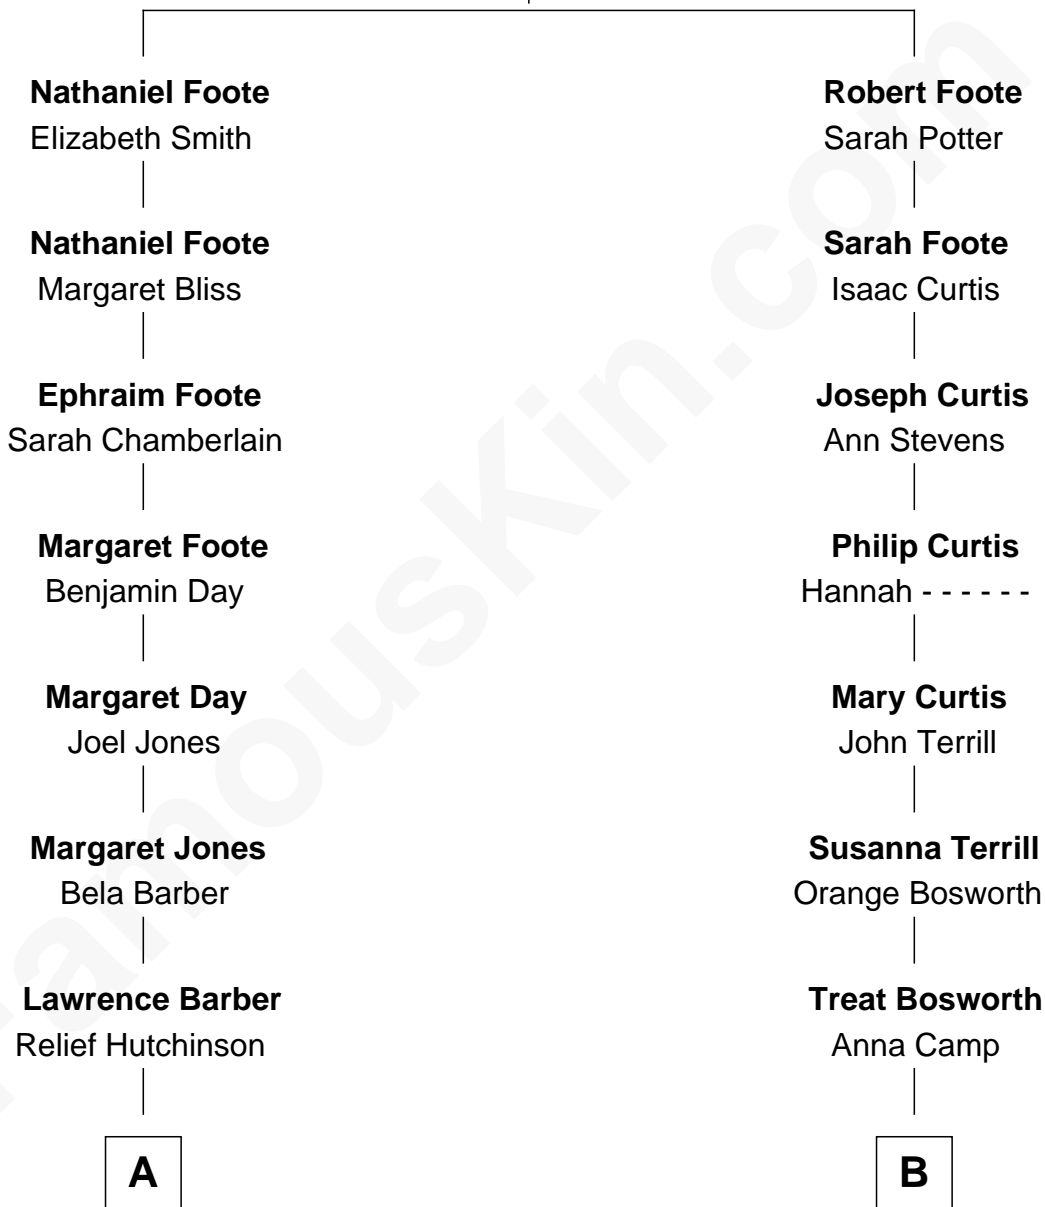 Nathaniel Foote
Elizabeth Smith
Robert Foote
Sarah Potter
Nathaniel Foote
Margaret Bliss
Sarah Foote
Isaac Curtis
Ephraim Foote
Sarah Chamberlain
Joseph Curtis
Ann Stevens
Margaret Foote
Benjamin Day
Philip Curtis
Hannah - - - - - -
Margaret Day
Joel Jones
Mary Curtis
John Terrill
Margaret Jones
Bela Barber
Susanna Terrill
Orange Bosworth
Lawrence Barber
Relief Hutchinson
Treat Bosworth
Anna Camp
A
B
FamousKin.com